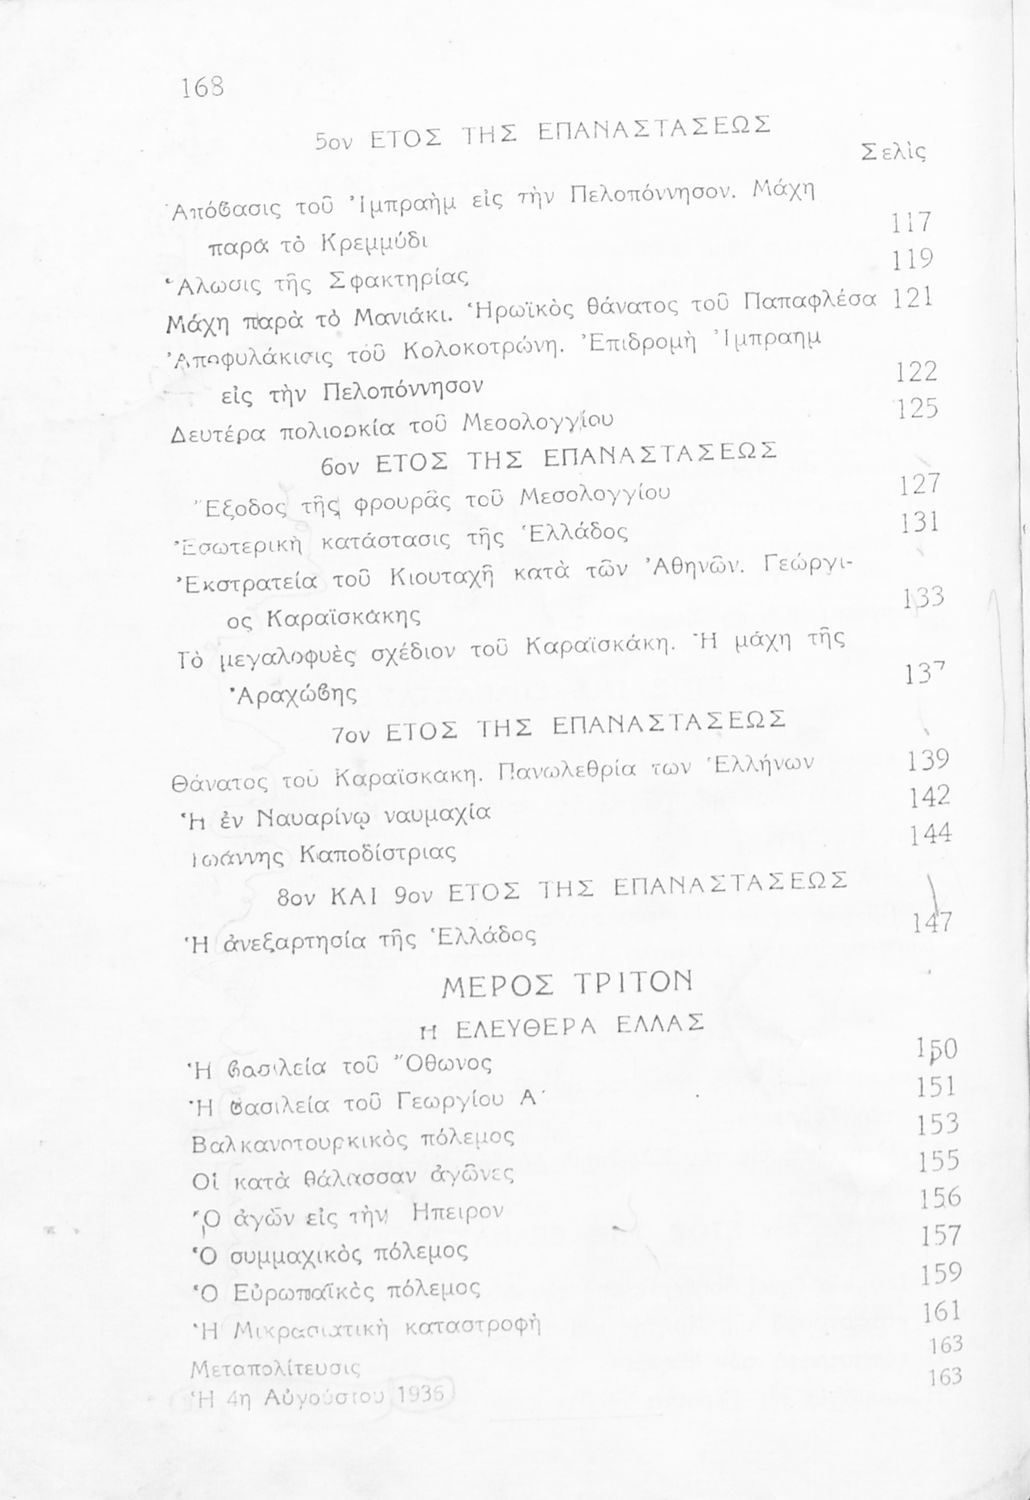 168
5ον ΕΤΟΣ ΤΗΣ ΕΠΑΝΑΣΤΑΣΕΩΣ
Σελὶς
Ἀπόβασις τοῦ Ἰμπραὴμ εἰς τὴν Πελοπόννησον. Μάχη
παρὰ τὸ Κρεμμύδι 117
Ἅλωσις τῆς Σφακτηρίας 119
Μάχη παρὰ τὸ Μανιάκι. Ἡρωϊκὸς θάνατος τοῦ Παπαφλέσα 121
Ἀποφυλάκισις τοῦ Κολοκοτρώνη. Ἐπιδρομὴ Ἰμπραημ
εἰς τὴν Πελοπόννησον 122
Δευτέρα πολιορκία τοῦ Μεσολογγίου 125
6ον ΕΤΟΣ ΤΗΣ ΕΠΑΝΑΣΤΑΣΕΩΣ
Ἔξοδος τῆς φρουρᾶς τοῦ Μεσολογγίου 127
Ἐσωτερικὴ κατάστασις τῆς Ἑλλάδος 131
Ἐκστρατεία τοῦ Κιουταχῆ κατὰ τῶν Ἀθηνῶν. Γεώργι-
ος Καραϊσκάκης 133
Τὸ μεγαλοφυὲς σχέδιον τοῦ Καραϊσκάκη. Ἡ μάχη τῆς
Ἀραχώβης 137
7ον ΕΤΟΣ ΤΗΣ ΕΠΑΝΑΣΤΑΣΕΩΣ
Θάνατος τοῦ Καραϊσκακη. Πανωλεθρία των Ἑλλήνων 139
Ἡ ἐν Ναυαρίνῳ ναυμαχία 142
Ἰωάννης Καποδίστριας 144
8ον ΚΑΙ 9ον ΕΤΟΣ ΤΗΣ ΕΠΑΝΑΣΤΑΣΕΩΣ
Ἡ ἀνεξαρτησία τῆς Ἑλλάδος 147
ΜΕΡΟΣ ΤΡΙΤΟΝ
Η ΕΛΕΥΘΕΡΑ ΕΛΛΑΣ
Ἡ βασιλεία τοῦ Ὄθωνος 150
Ἡ βασιλεία τοῦ Γεωργίου Α΄ 151
Βαλκανοτουρκικὸς πόλεμος 153
Οἱ κατὰ θάλασσαν ἀγῶνες 155
Ὁ ἀγὼν εἰς τὴν Ηπειρον 156
Ὁ συμμαχικὸς πόλεμος 157
Ὁ Εὐρωπαϊκὸς πόλεμος 159
Ἡ Μικρασιατικὴ καταστροφὴ 161
Μεταπολίτευσις 163
Ἡ 4η Αὐγούστου 1936 163